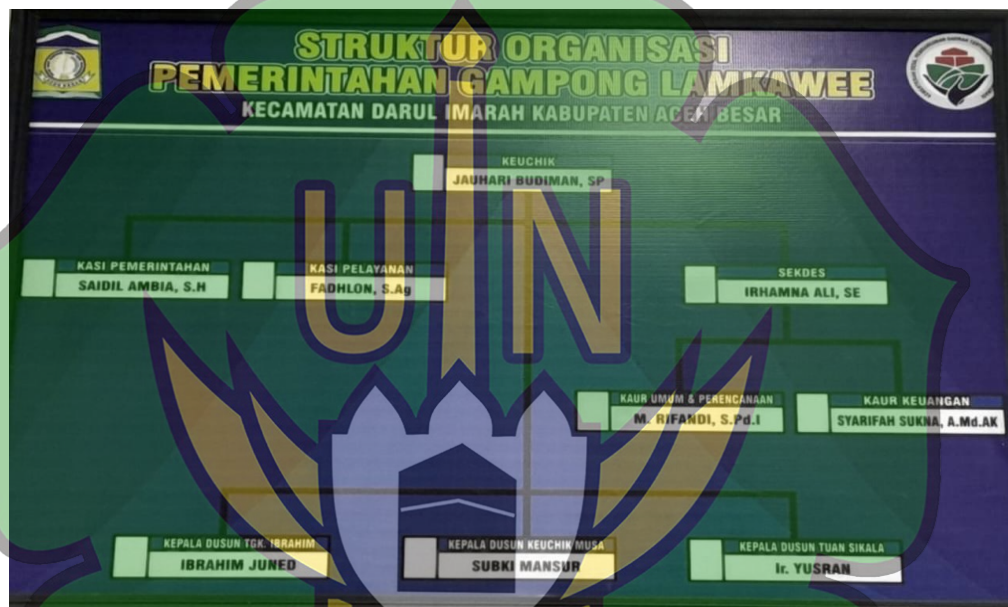 STRUKTUR ORGANISASI
PEMERINTAHAN GAMPONG LAMKAWEE
KECAMATAN DARUL IMARAH KABUPATEN ACEH BESAR
KEUCHIK
JAUHARI BUDIMAN, SP
UIN
KASI PEMERINTAHAN
SAIDIL AMBIA, S.H
KASI PELAYANAN
FADHLON, S.Ag
SEKDES
IRHAMNA ALI, SE
KAUR UMUM & PERENCANAAN
M. RIFANDI, S.Pd.I
KAUR KEUANGAN
SYARIFAH SUKNA, A.Md.AK
KEPALA DUSUN TGK. IBRAHIM
IBRAHIM JUNED
KEPALA DUSUN KEUCHIK MUSA
SUBKI MANSUR
KEPALA DUSUN TUAN SIKALA
Ir. YUSRAN